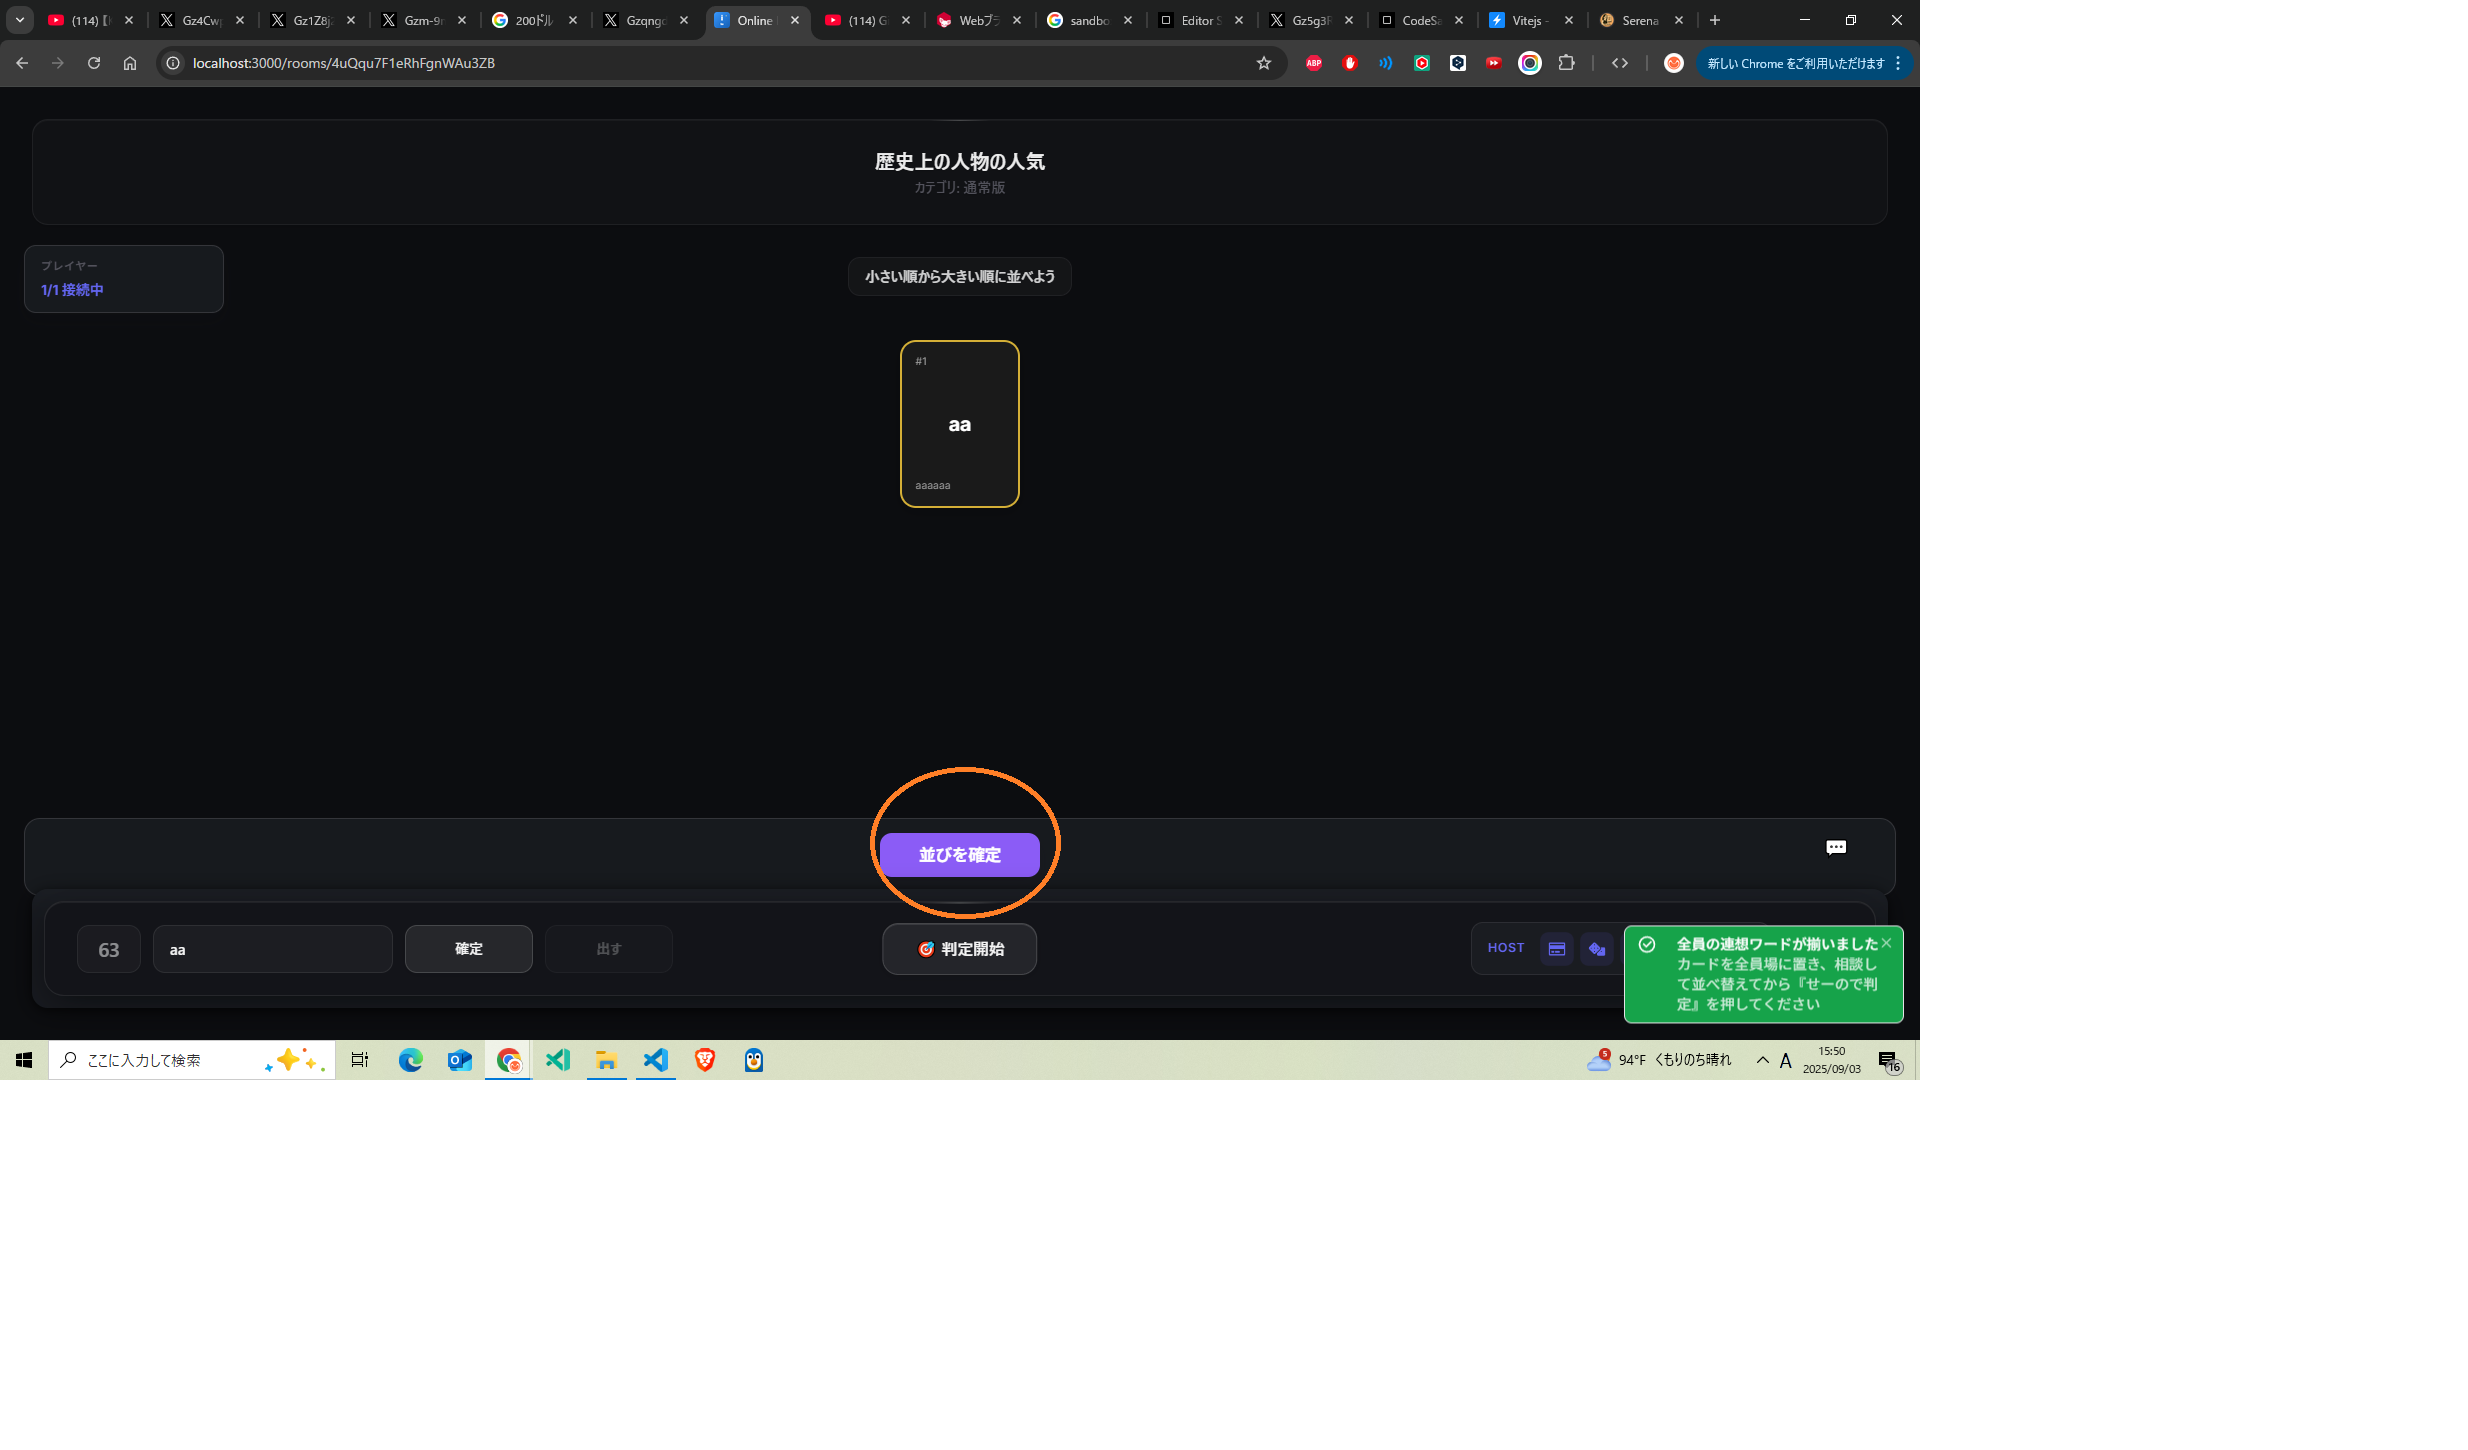 (114) [
Gz4Cw
Gz1Z8j
Gzm-9r
200ドル
Gzqngd
Online
(114) G
Webブラ
sandbo
Editor S
Gz5g3F
CodeSa
Vitejs -
Serena
localhost:3000/rooms/4uQqu7F1eRhFgnWAu3ZB
ABP
新しい Chrome をご利用いただけます
歴史上の人物の人気
カテゴリ: 通常版
プレイヤー
1/1 接続中
小さい順から大きい順に並べよう
#1
aa
aaaaaa
並びを確定
63
aa
確定
出す
判定開始
HOST
全員の連想ワードが揃いました
カードを全員場に置き、相談し
て並べ替えてから『せーので判
定』を押してください
ここに入力して検索
5
94°F くもりのち晴れ
A
15:50
2025/09/03
16